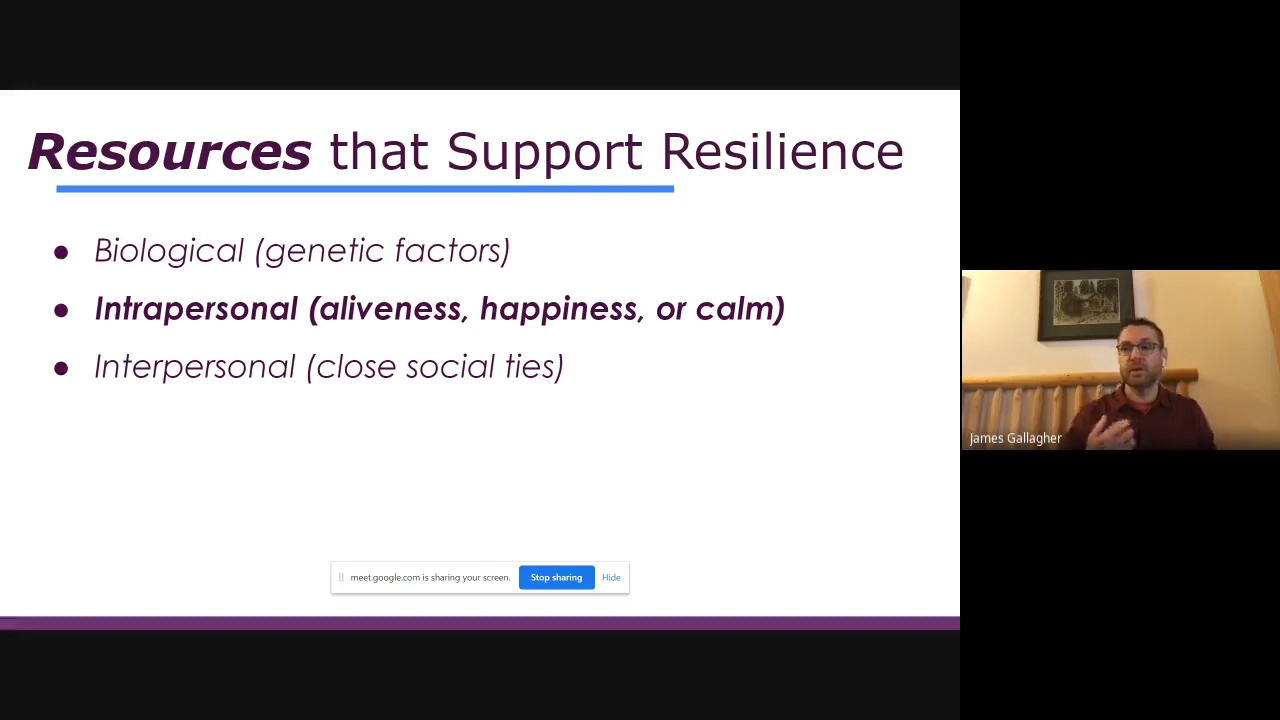 Resources that Support Resilience
● Biological (genetic factors)
● Intrapersonal (aliveness, happiness, or calm)
● Interpersonal (close social ties)
James Gallagher
meet.google.com is sharing your screen. Stop sharing Hide